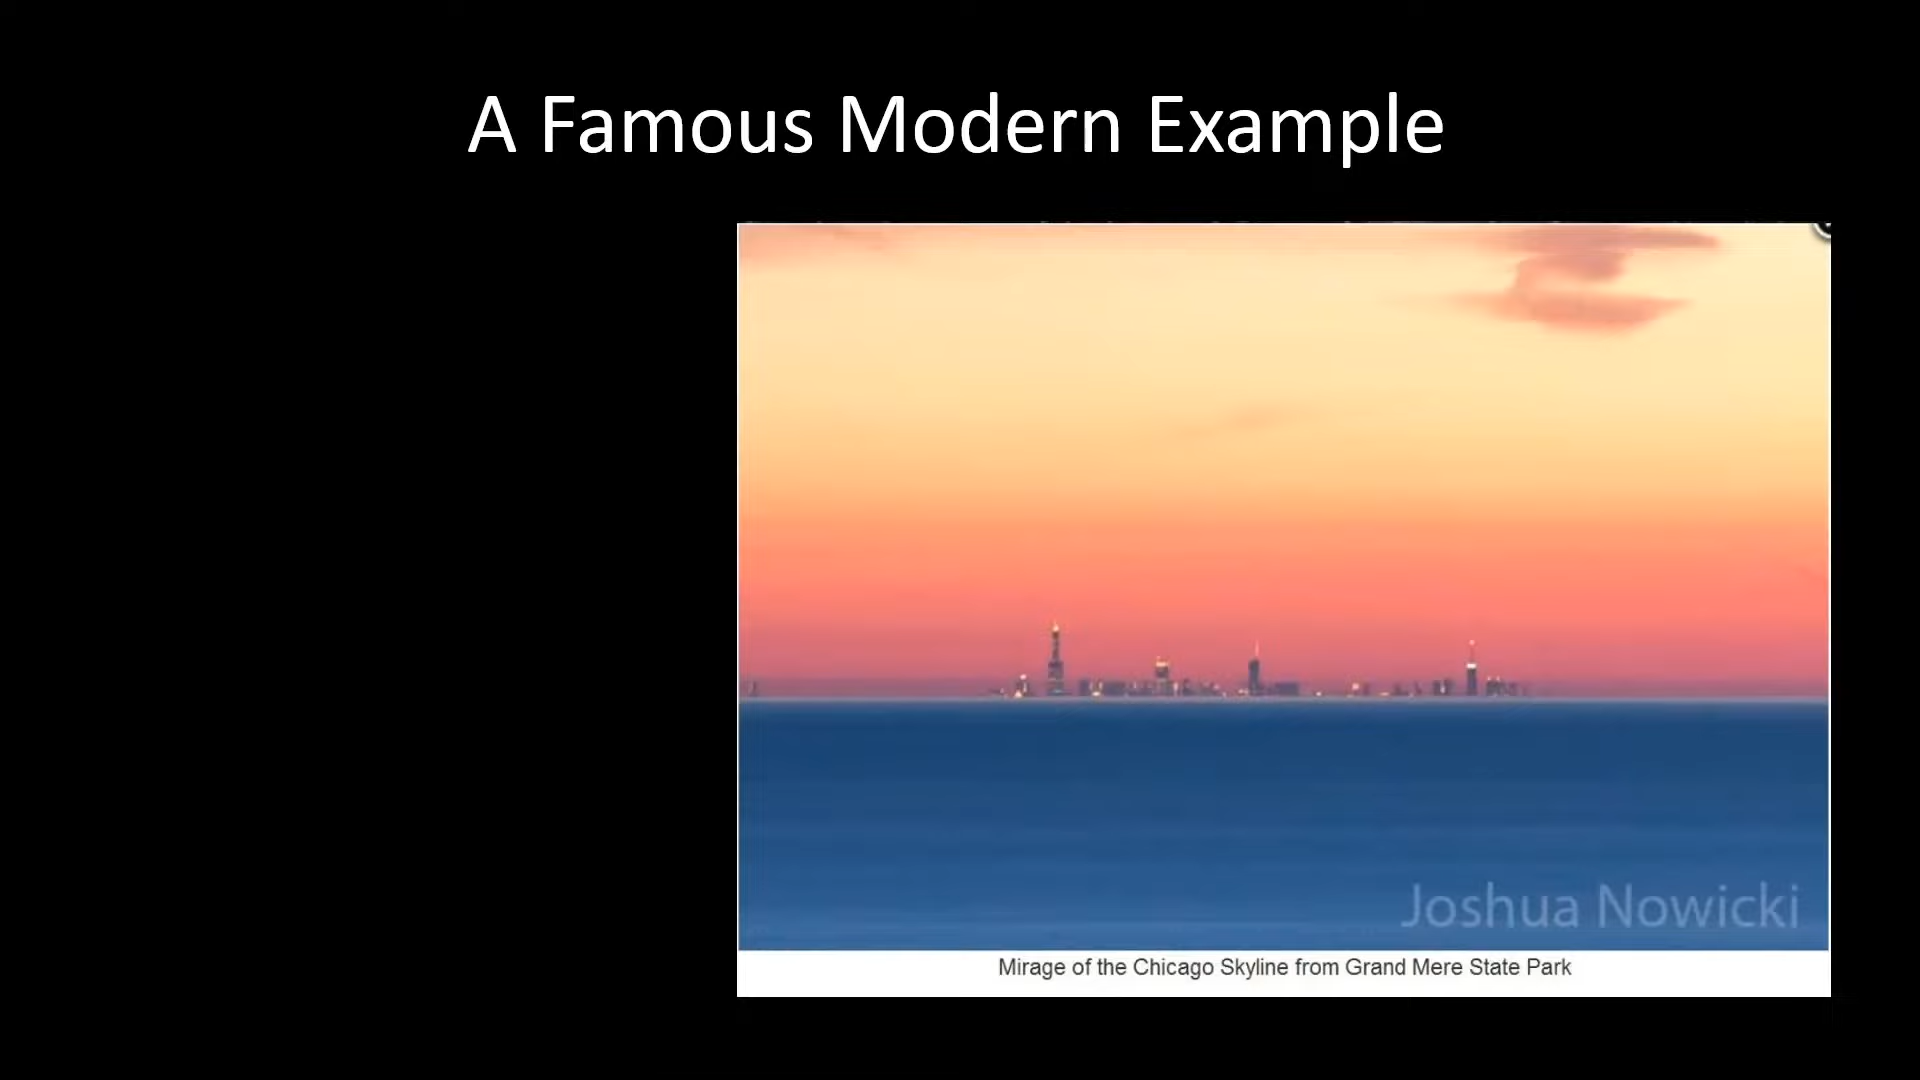 A Famous Modern Example
Joshua Nowicki
Mirage of the Chicago Skyline from Grand Mere State Park